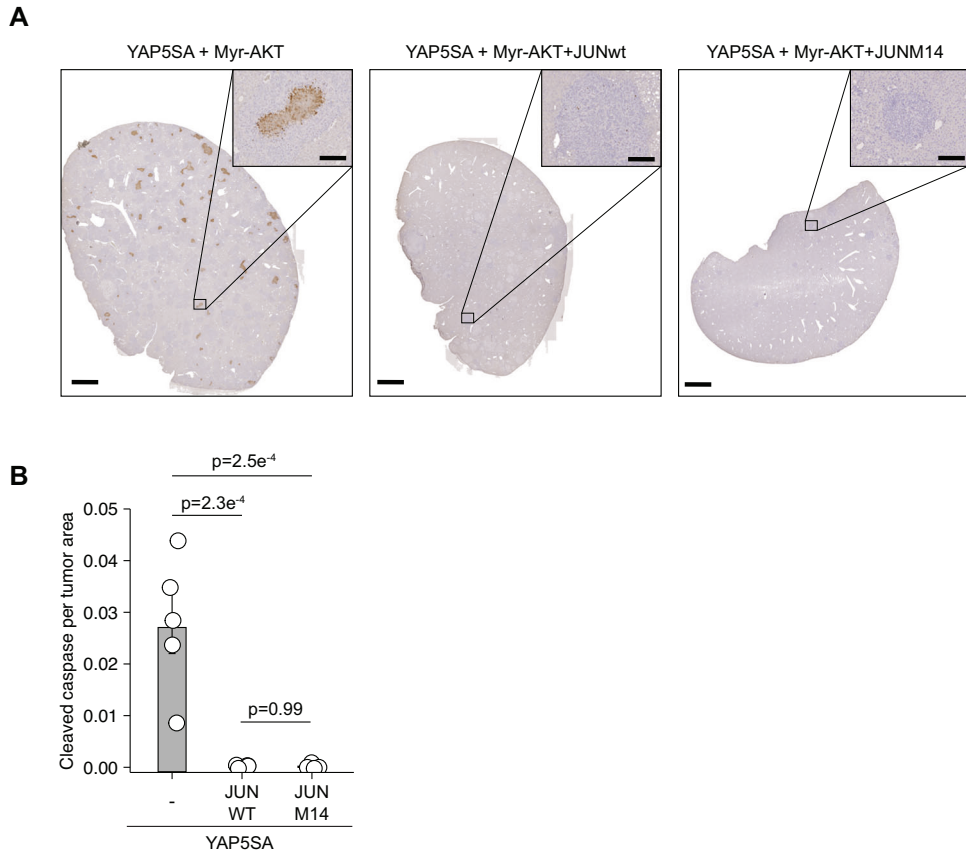 A
YAP5SA + Myr-AKT
YAP5SA + Myr-AKT+JUNwt
YAP5SA + Myr-AKT+JUNM14
B
p=2.5e-4
p=2.3e-4
p=0.99
Cleaved caspase per tumor area
0.05
0.04
0.03
0.02
0.01
0.00
-
JUN
WT
JUN
M14
YAP5SA